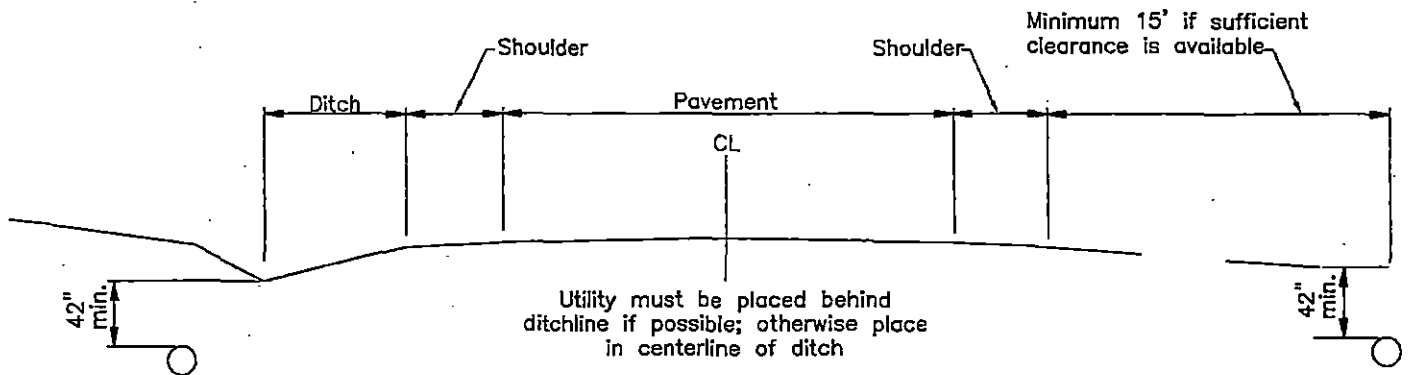 Minimum 15' if sufficient
clearance is available
Shoulder
Shoulder
Ditch
Pavement
CL
42"
min.
Utility must be placed behind
ditchline if possible; otherwise place
in centerline of ditch
42"
min.